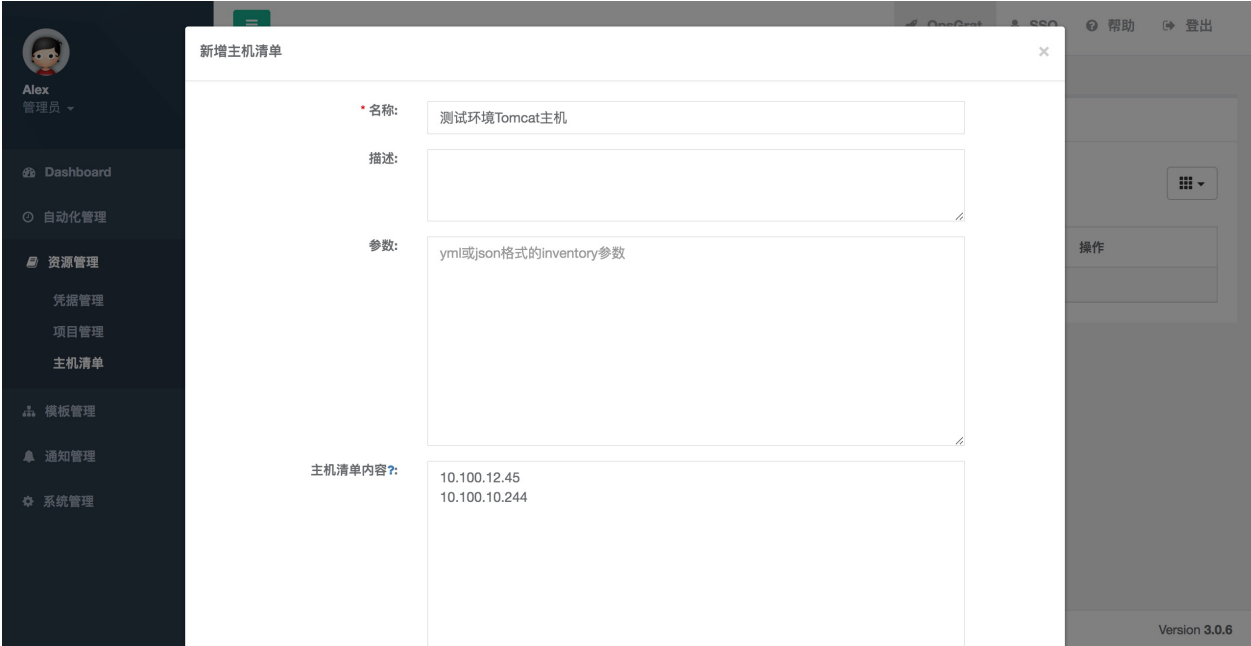 OpsGrat
SSO
帮助
登出
Alex
管理员
Dashboard
自动化管理
资源管理
凭据管理
项目管理
主机清单
模板管理
通知管理
系统管理
新增主机清单
×
* 名称:
测试环境Tomcat主机
描述:
参数:
yml或json格式的inventory参数
主机清单内容?:
10.100.12.45
10.100.10.244
操作
Version 3.0.6